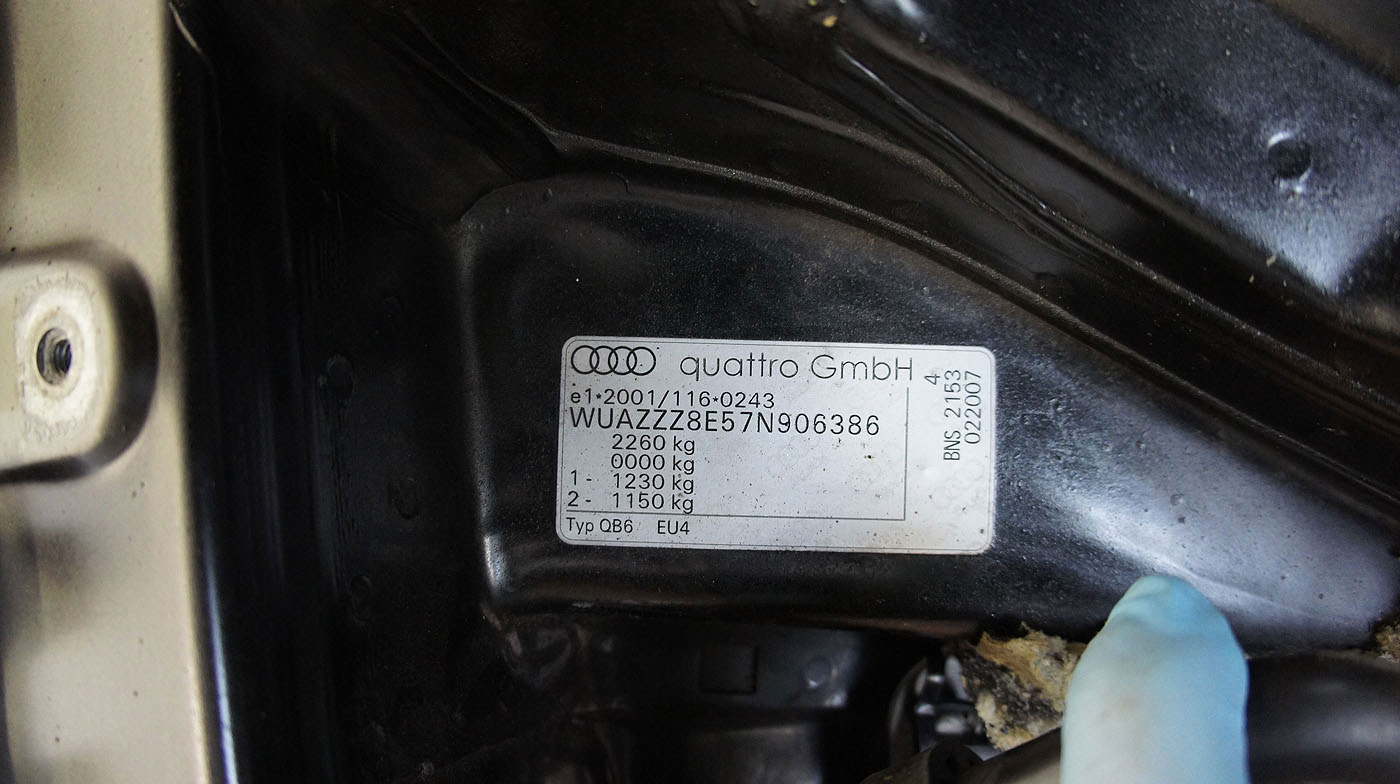 quattro GmbH
e1*2001/116*0243
WUAZZZ8E57N906386
2260 kg
0000 kg
1 - 1230 kg
2 - 1150 kg
Typ QB6 EU4
4
BNS 2153
022007